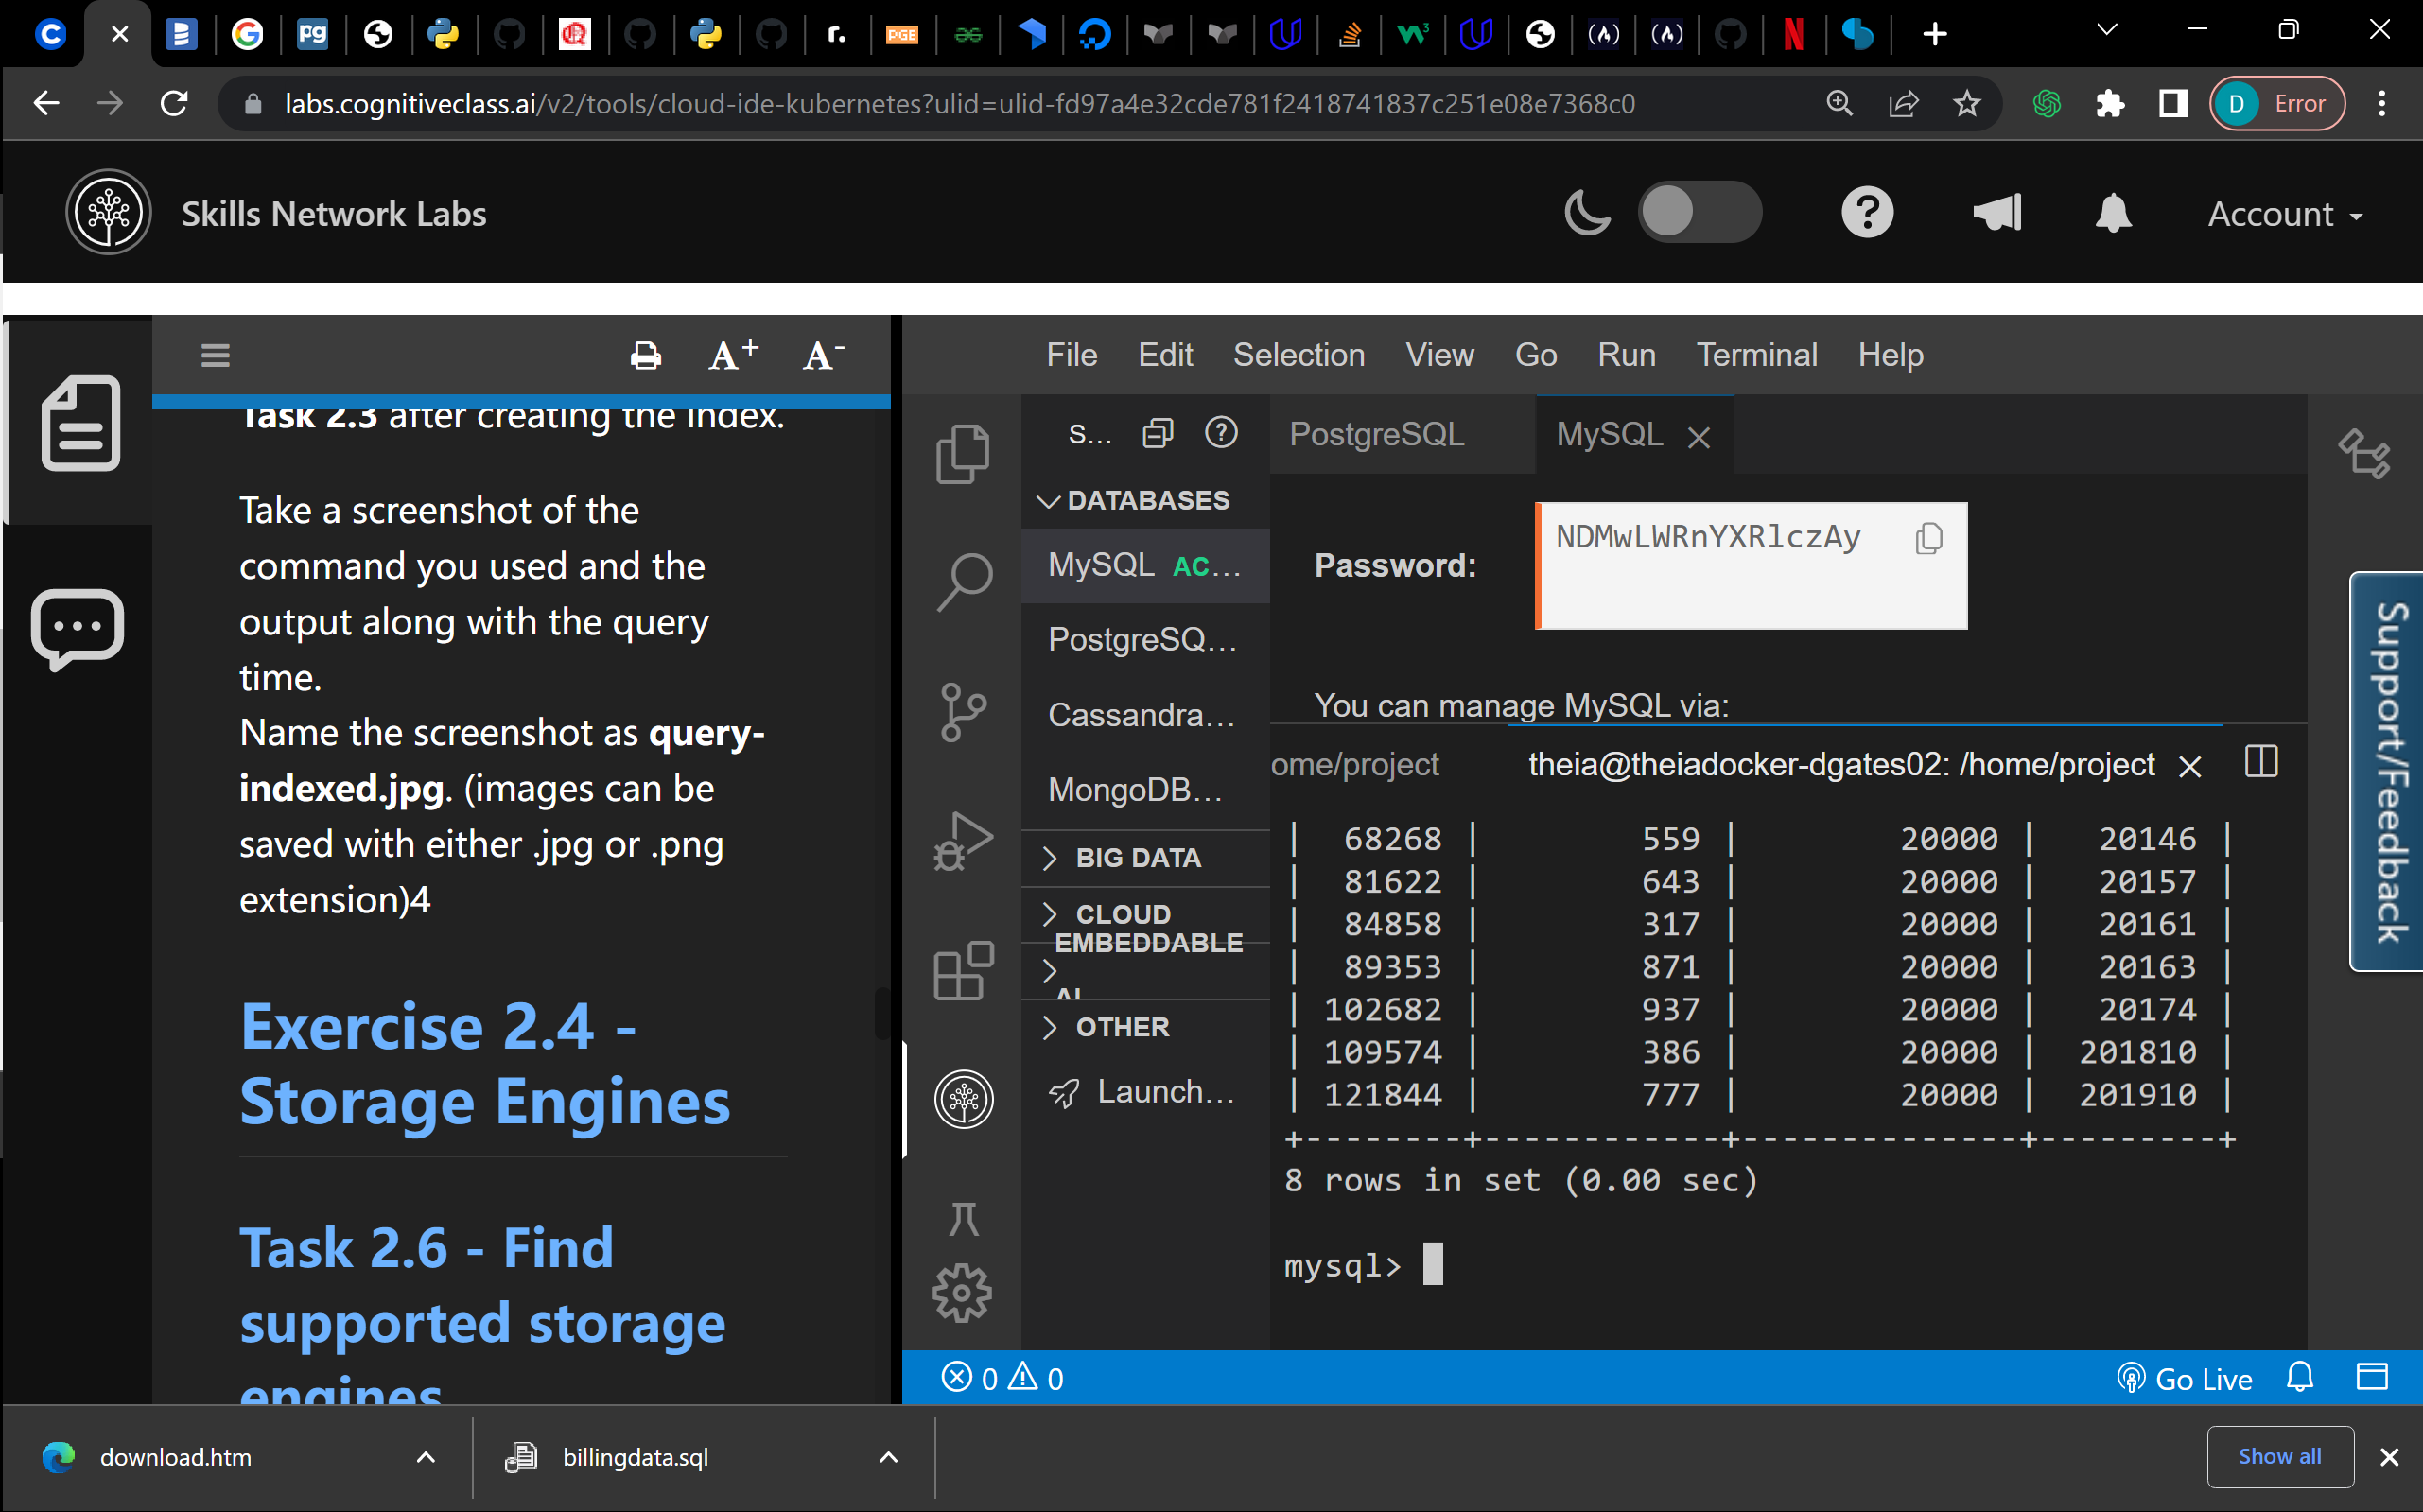 labs.cognitiveclass.ai/v2/tools/cloud-ide-kubernetes?ulid=ulid-fd97a4e32cde781f2418741837c251e08e7368c0
D Error
Skills Network Labs
Account
A+ A-
Task 2.3 after creating the index.
Take a screenshot of the
command you used and the
output along with the query
time.
Name the screenshot as query-
indexed.jpg. (images can be
saved with either .jpg or .png
extension)4
Exercise 2.4 -
Storage Engines
Task 2.6 - Find
supported storage
engines
File Edit Selection View Go Run Terminal Help
S...
DATABASES
MySQL AC...
PostgreSQ...
Cassandra...
MongoDB...
BIG DATA
CLOUD
EMBEDDABLE
AI
OTHER
Launch...
PostgreSQL
MySQL
Password:
NDMwLWRnYXRlczAy
You can manage MySQL via:
ome/project
theia@theiadocker-dgates02: /home/project
| 68268 | 559 | 20000 | 20146 |
| 81622 | 643 | 20000 | 20157 |
| 84858 | 317 | 20000 | 20161 |
| 89353 | 871 | 20000 | 20163 |
| 102682 | 937 | 20000 | 20174 |
| 109574 | 386 | 20000 | 201810 |
| 121844 | 777 | 20000 | 201910 |
+--------+------------+--------------+---------+
8 rows in set (0.00 sec)
mysql>
Support/Feedback
0 0
Go Live
download.htm
billingdata.sql
Show all